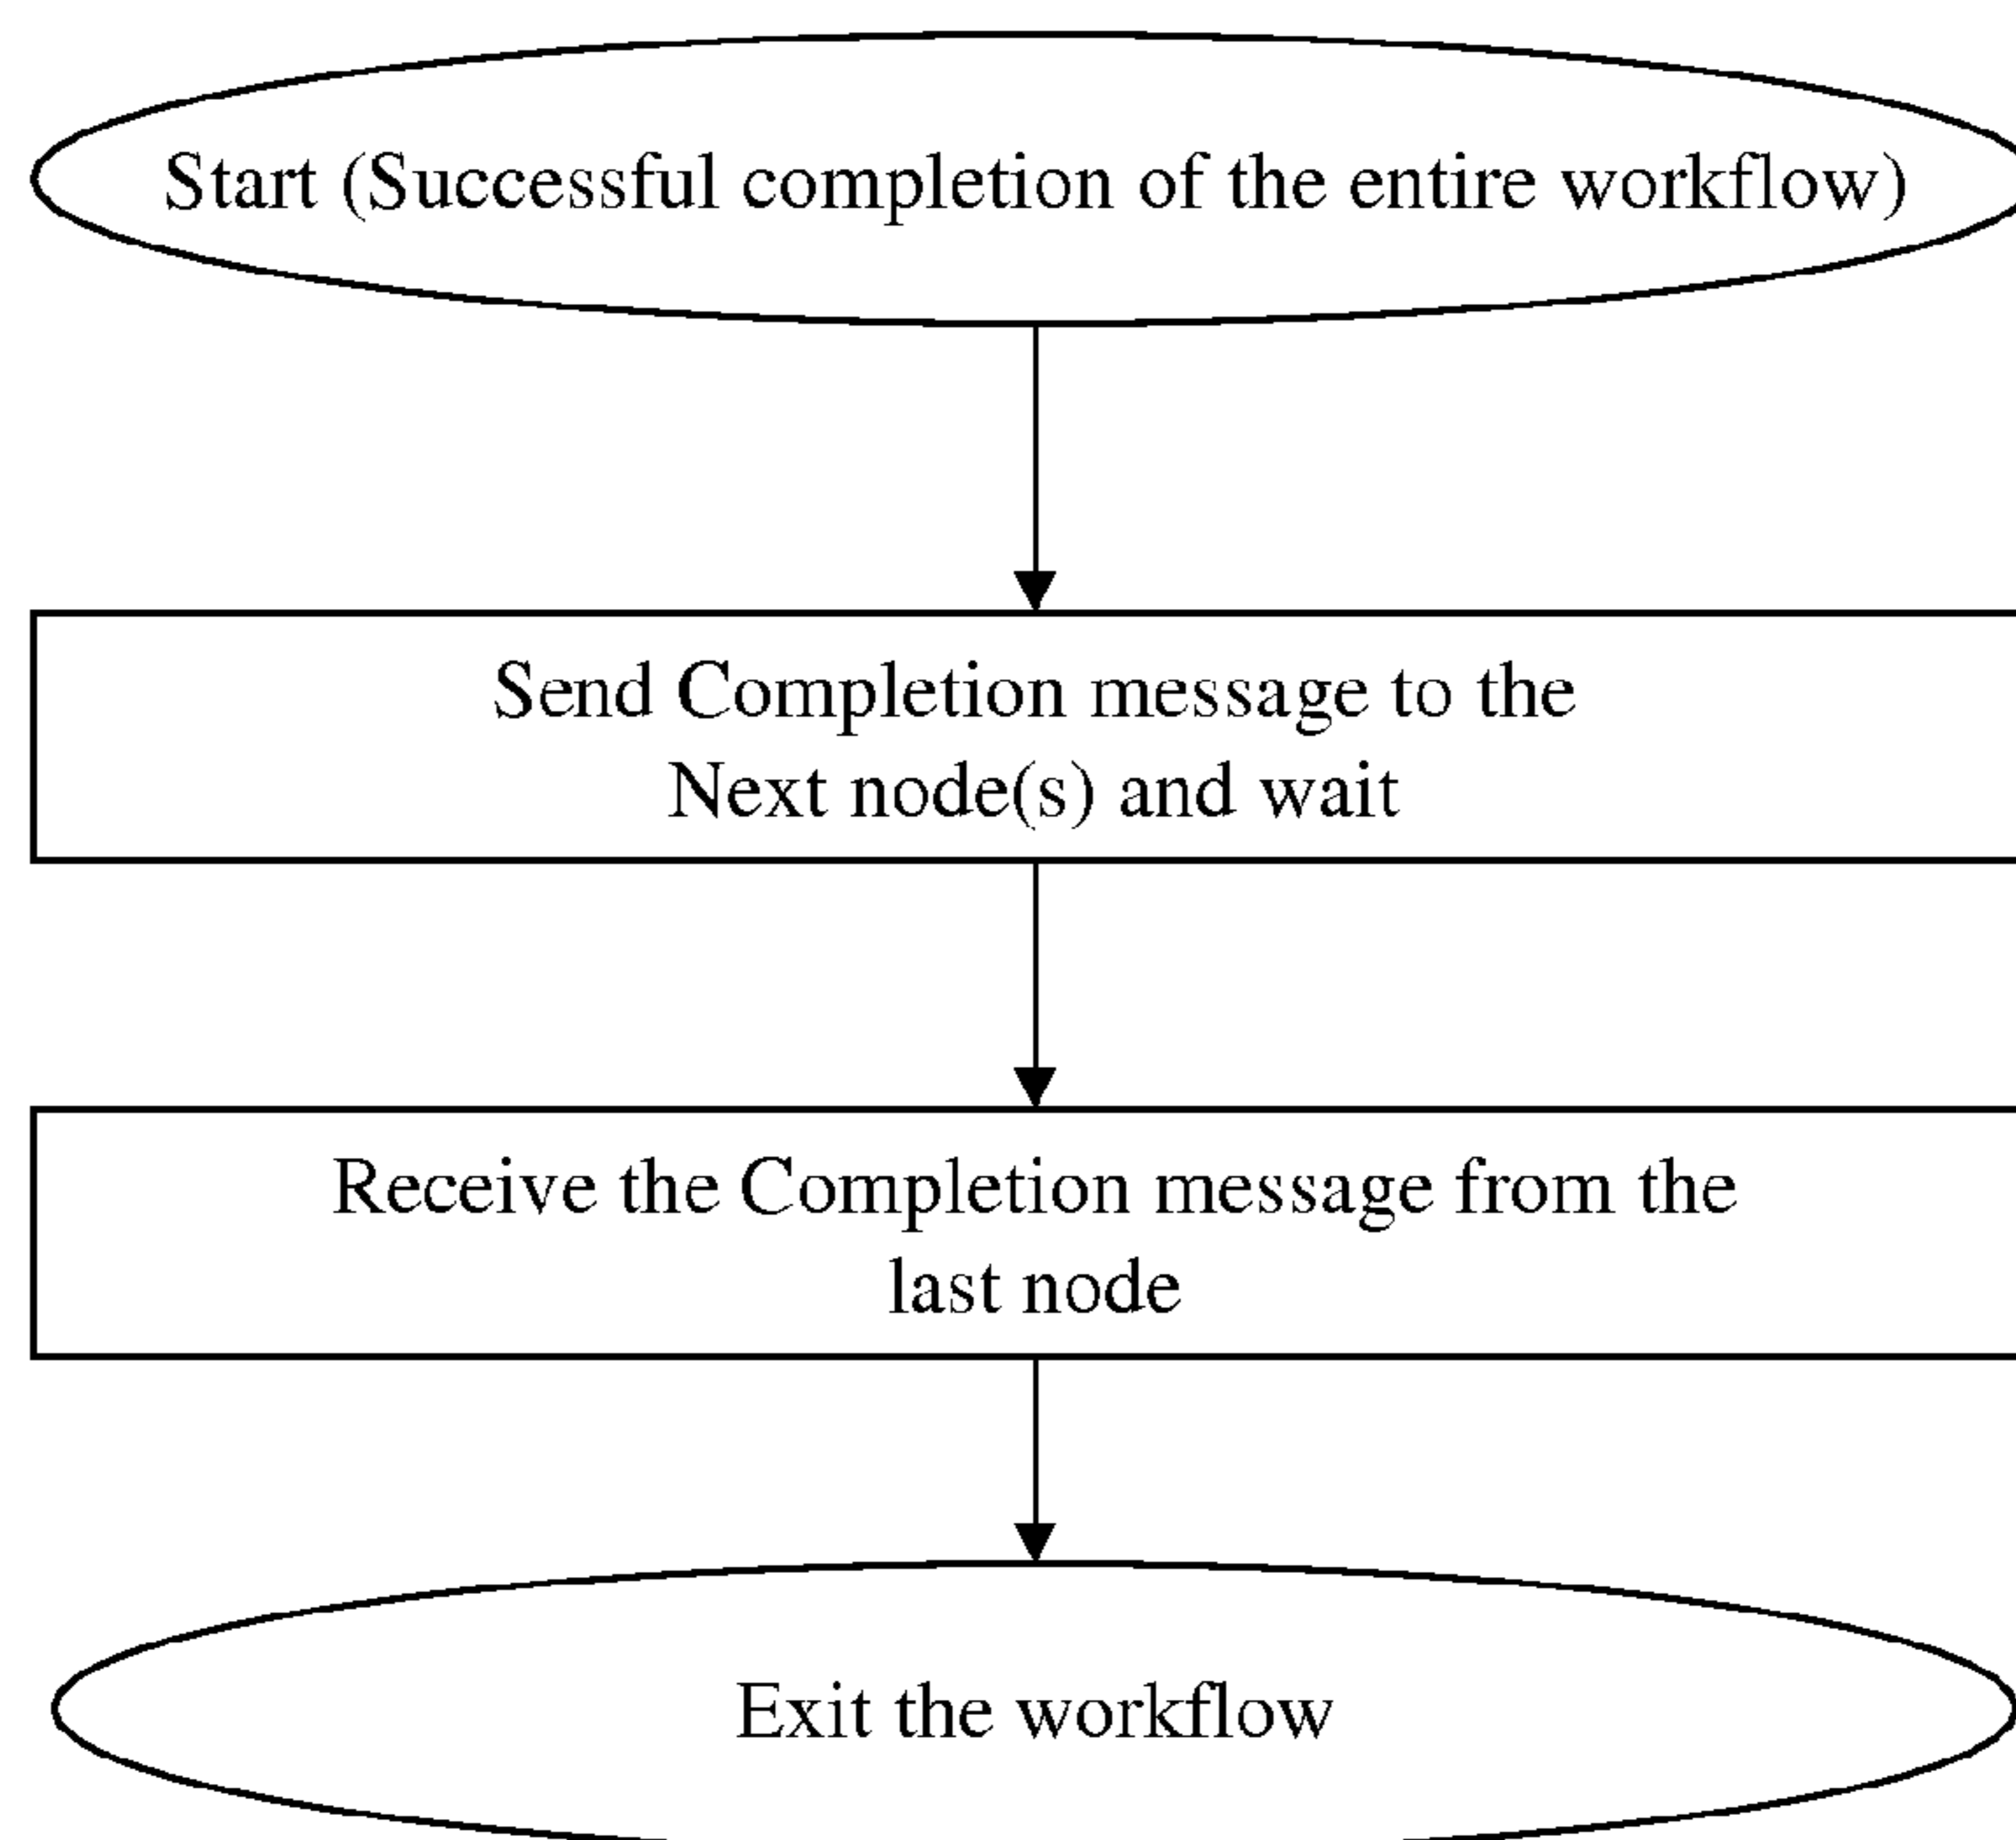 Start (Successful completion of the entire workflow)
Send Completion message to the
Next node(s) and wait
Receive the Completion message from the
last node
Exit the workflow